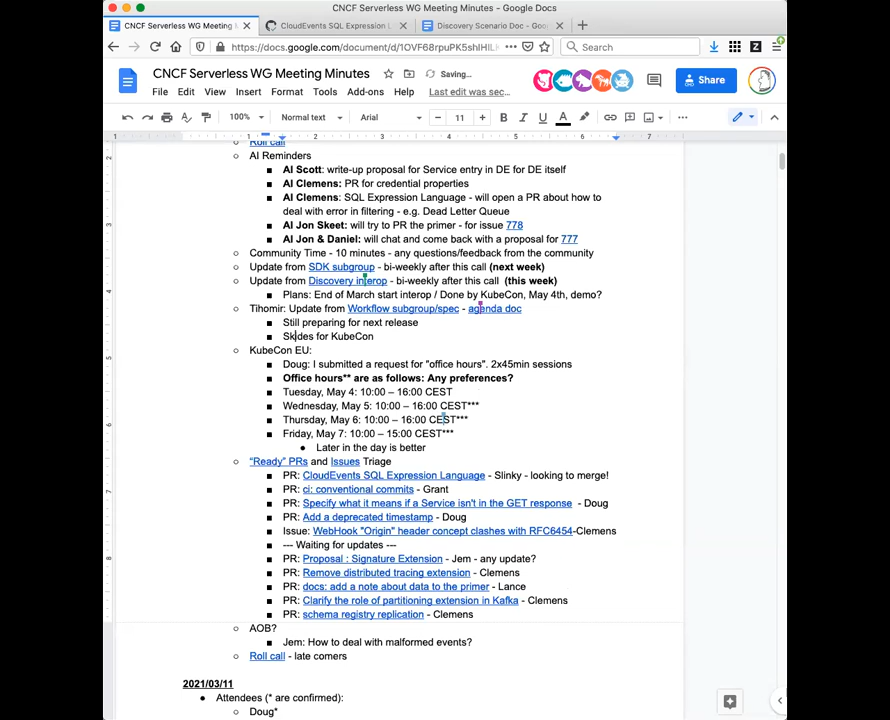 CNCF Serverless WG Meeting Minutes - Google Docs
CNCF Serverless WG Meeting
CloudEvents SQL Expression L
Discovery Scenario Doc - Goo
https://docs.google.com/document/d/1OVF68rpuPK5shIHILK
Search
CNCF Serverless WG Meeting Minutes
Saving...
File Edit View Insert Format Tools Add-ons Help Last edit was sec...
Share
100% Normal text Arial 11
1 1 2 3 4 5 6 7
Roll call
AI Reminders
AI Scott: write-up proposal for Service entry in DE for DE itself
AI Clemens: PR for credential properties
AI Clemens: SQL Expression Language - will open a PR about how to
deal with error in filtering - e.g. Dead Letter Queue
AI Jon Skeet: will try to PR the primer - for issue 778
AI Jon & Daniel: will chat and come back with a proposal for 777
Community Time - 10 minutes - any questions/feedback from the community
Update from SDK subgroup - bi-weekly after this call (next week)
Update from Discovery interop - bi-weekly after this call (this week)
Plans: End of March start interop / Done by KubeCon, May 4th, demo?
Tihomir: Update from Workflow subgroup/spec - agenda doc
Still preparing for next release
Skides for KubeCon
KubeCon EU:
Doug: I submitted a request for "office hours". 2x45min sessions
Office hours** are as follows: Any preferences?
Tuesday, May 4: 10:00 – 16:00 CEST
Wednesday, May 5: 10:00 – 16:00 CEST***
Thursday, May 6: 10:00 – 16:00 CEST***
Friday, May 7: 10:00 – 15:00 CEST***
Later in the day is better
"Ready" PRs and Issues Triage
PR: CloudEvents SQL Expression Language - Slinky - looking to merge!
PR: ci: conventional commits - Grant
PR: Specify what it means if a Service isn't in the GET response - Doug
PR: Add a deprecated timestamp - Doug
Issue: WebHook "Origin" header concept clashes with RFC6454-Clemens
--- Waiting for updates ---
PR: Proposal : Signature Extension - Jem - any update?
PR: Remove distributed tracing extension - Clemens
PR: docs: add a note about data to the primer - Lance
PR: Clarify the role of partitioning extension in Kafka - Clemens
PR: schema registry replication - Clemens
AOB?
Jem: How to deal with malformed events?
Roll call - late comers
2021/03/11
Attendees (* are confirmed):
Doug*